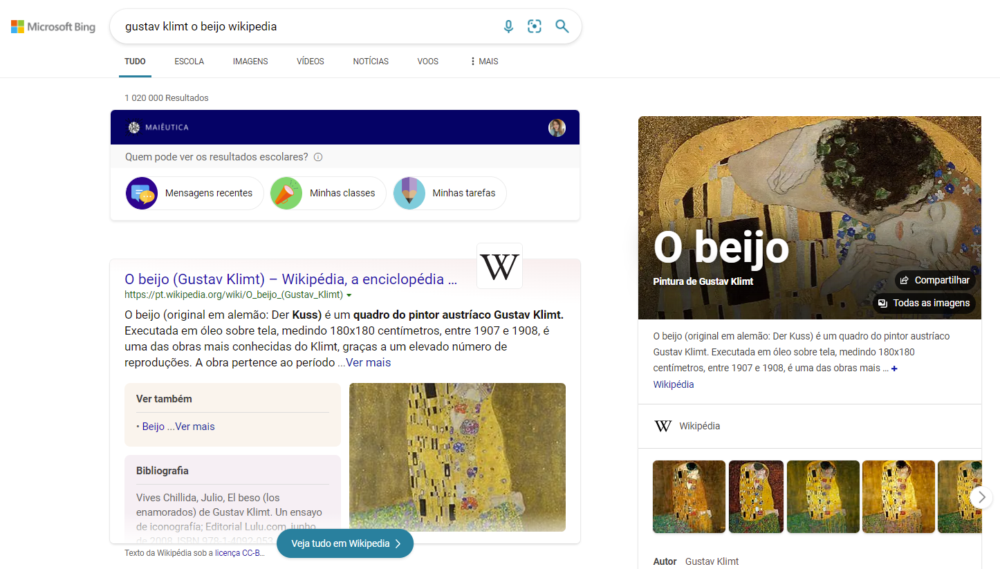 Microsoft Bing
gustav klimt o beijo wikipedia
TUDO
ESCOLA
IMAGENS
VÍDEOS
NOTÍCIAS
VOOS
MAIS
1 020 000 Resultados
MAIÊUTICA
Quem pode ver os resultados escolares?
Mensagens recentes
Minhas classes
Minhas tarefas
O beijo (Gustav Klimt) – Wikipédia, a enciclopédia ...
W
https://pt.wikipedia.org/wiki/O_beijo_(Gustav_Klimt)
O beijo (original em alemão: Der Kuss) é um quadro do pintor austríaco Gustav Klimt.
Executada em óleo sobre tela, medindo 180x180 centímetros, entre 1907 e 1908, é
uma das obras mais conhecidas do Klimt, graças a um elevado número de
reproduções. A obra pertence ao período ...Ver mais
Ver também
• Beijo ...Ver mais
Bibliografia
Vives Chillida, Julio, El beso (los
enamorados) de Gustav Klimt. Un ensayo
de iconografía; Editorial Lulu.com, junho
de 2008, ISBN 978-1-4092-053
Veja tudo em Wikipedia
Texto da Wikipédia sob a licença CC-B...
O beijo
Pintura de Gustav Klimt
Compartilhar
Todas as imagens
O beijo (original em alemão: Der Kuss) é um quadro do pintor austríaco
Gustav Klimt. Executada em óleo sobre tela, medindo 180x180
centímetros, entre 1907 e 1908, é uma das obras mais ... +
Wikipédia
W Wikipédia
Autor Gustav Klimt